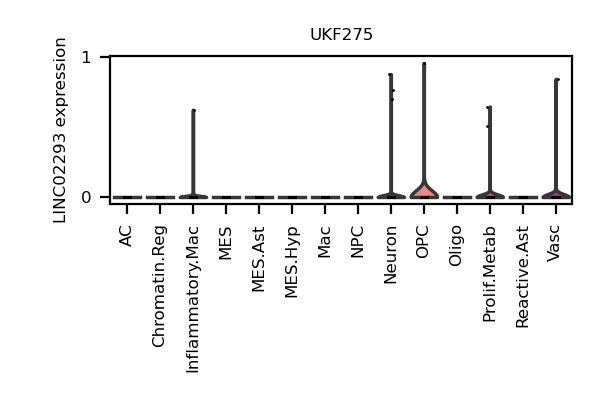 UKF275
LINC02293 expression
1
0
AC
Chromatin.Reg
Inflammatory.Mac
MES
MES.Ast
MES.Hyp
Mac
NPC
Neuron
OPC
Oligo
Prolif.Metab
Reactive.Ast
Vasc